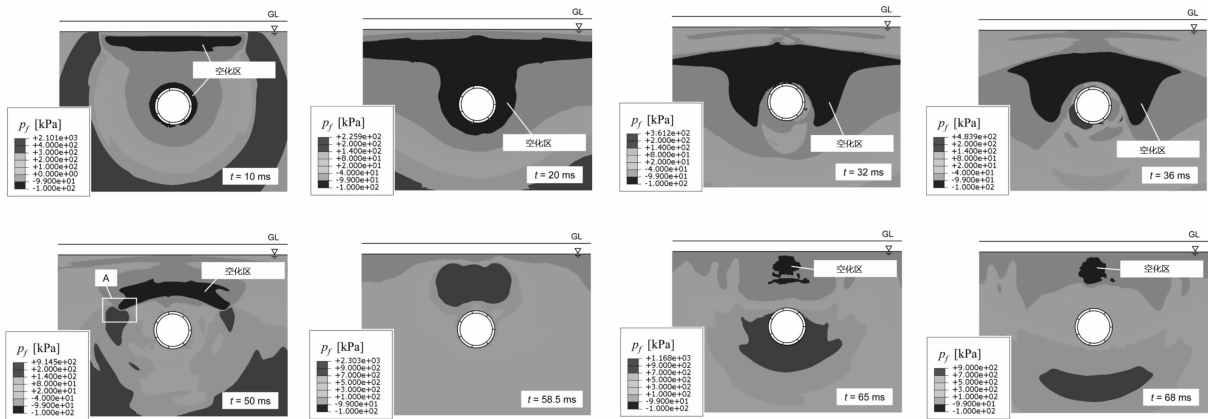 GL
空化区
p_f [kPa]
+2.101e+03
+4.000e+02
+3.000e+02
+2.000e+02
+1.000e+02
+0.000e+00
-9.900e+01
-1.000e+02
t = 10 ms
GL
空化区
p_f [kPa]
+2.259e+02
+2.000e+02
+1.400e+02
+8.000e+01
+2.000e+01
-4.000e+01
-9.900e+01
-1.000e+02
t = 20 ms
GL
空化区
p_f [kPa]
+3.612e+02
+2.000e+02
+1.400e+02
+8.000e+01
+2.000e+01
-4.000e+01
-9.900e+01
-1.000e+02
t = 32 ms
GL
空化区
p_f [kPa]
+4.839e+02
+2.000e+02
+1.400e+02
+8.000e+01
+2.000e+01
-4.000e+01
-9.900e+01
-1.000e+02
t = 36 ms
GL
A
空化区
p_f [kPa]
+9.145e+02
+2.000e+02
+1.400e+02
+8.000e+01
+2.000e+01
-4.000e+01
-9.900e+01
-1.000e+02
t = 50 ms
GL
p_f [kPa]
+2.303e+03
+9.000e+02
+7.000e+02
+5.000e+02
+3.000e+02
+1.000e+02
-9.900e+01
-1.000e+02
t = 58.5 ms
GL
空化区
p_f [kPa]
+1.168e+03
+9.000e+02
+7.000e+02
+5.000e+02
+3.000e+02
+1.000e+02
-9.900e+01
-1.000e+02
t = 65 ms
GL
空化区
p_f [kPa]
+9.000e+02
+7.000e+02
+5.000e+02
+3.000e+02
+1.000e+02
-9.900e+01
-1.000e+02
t = 68 ms